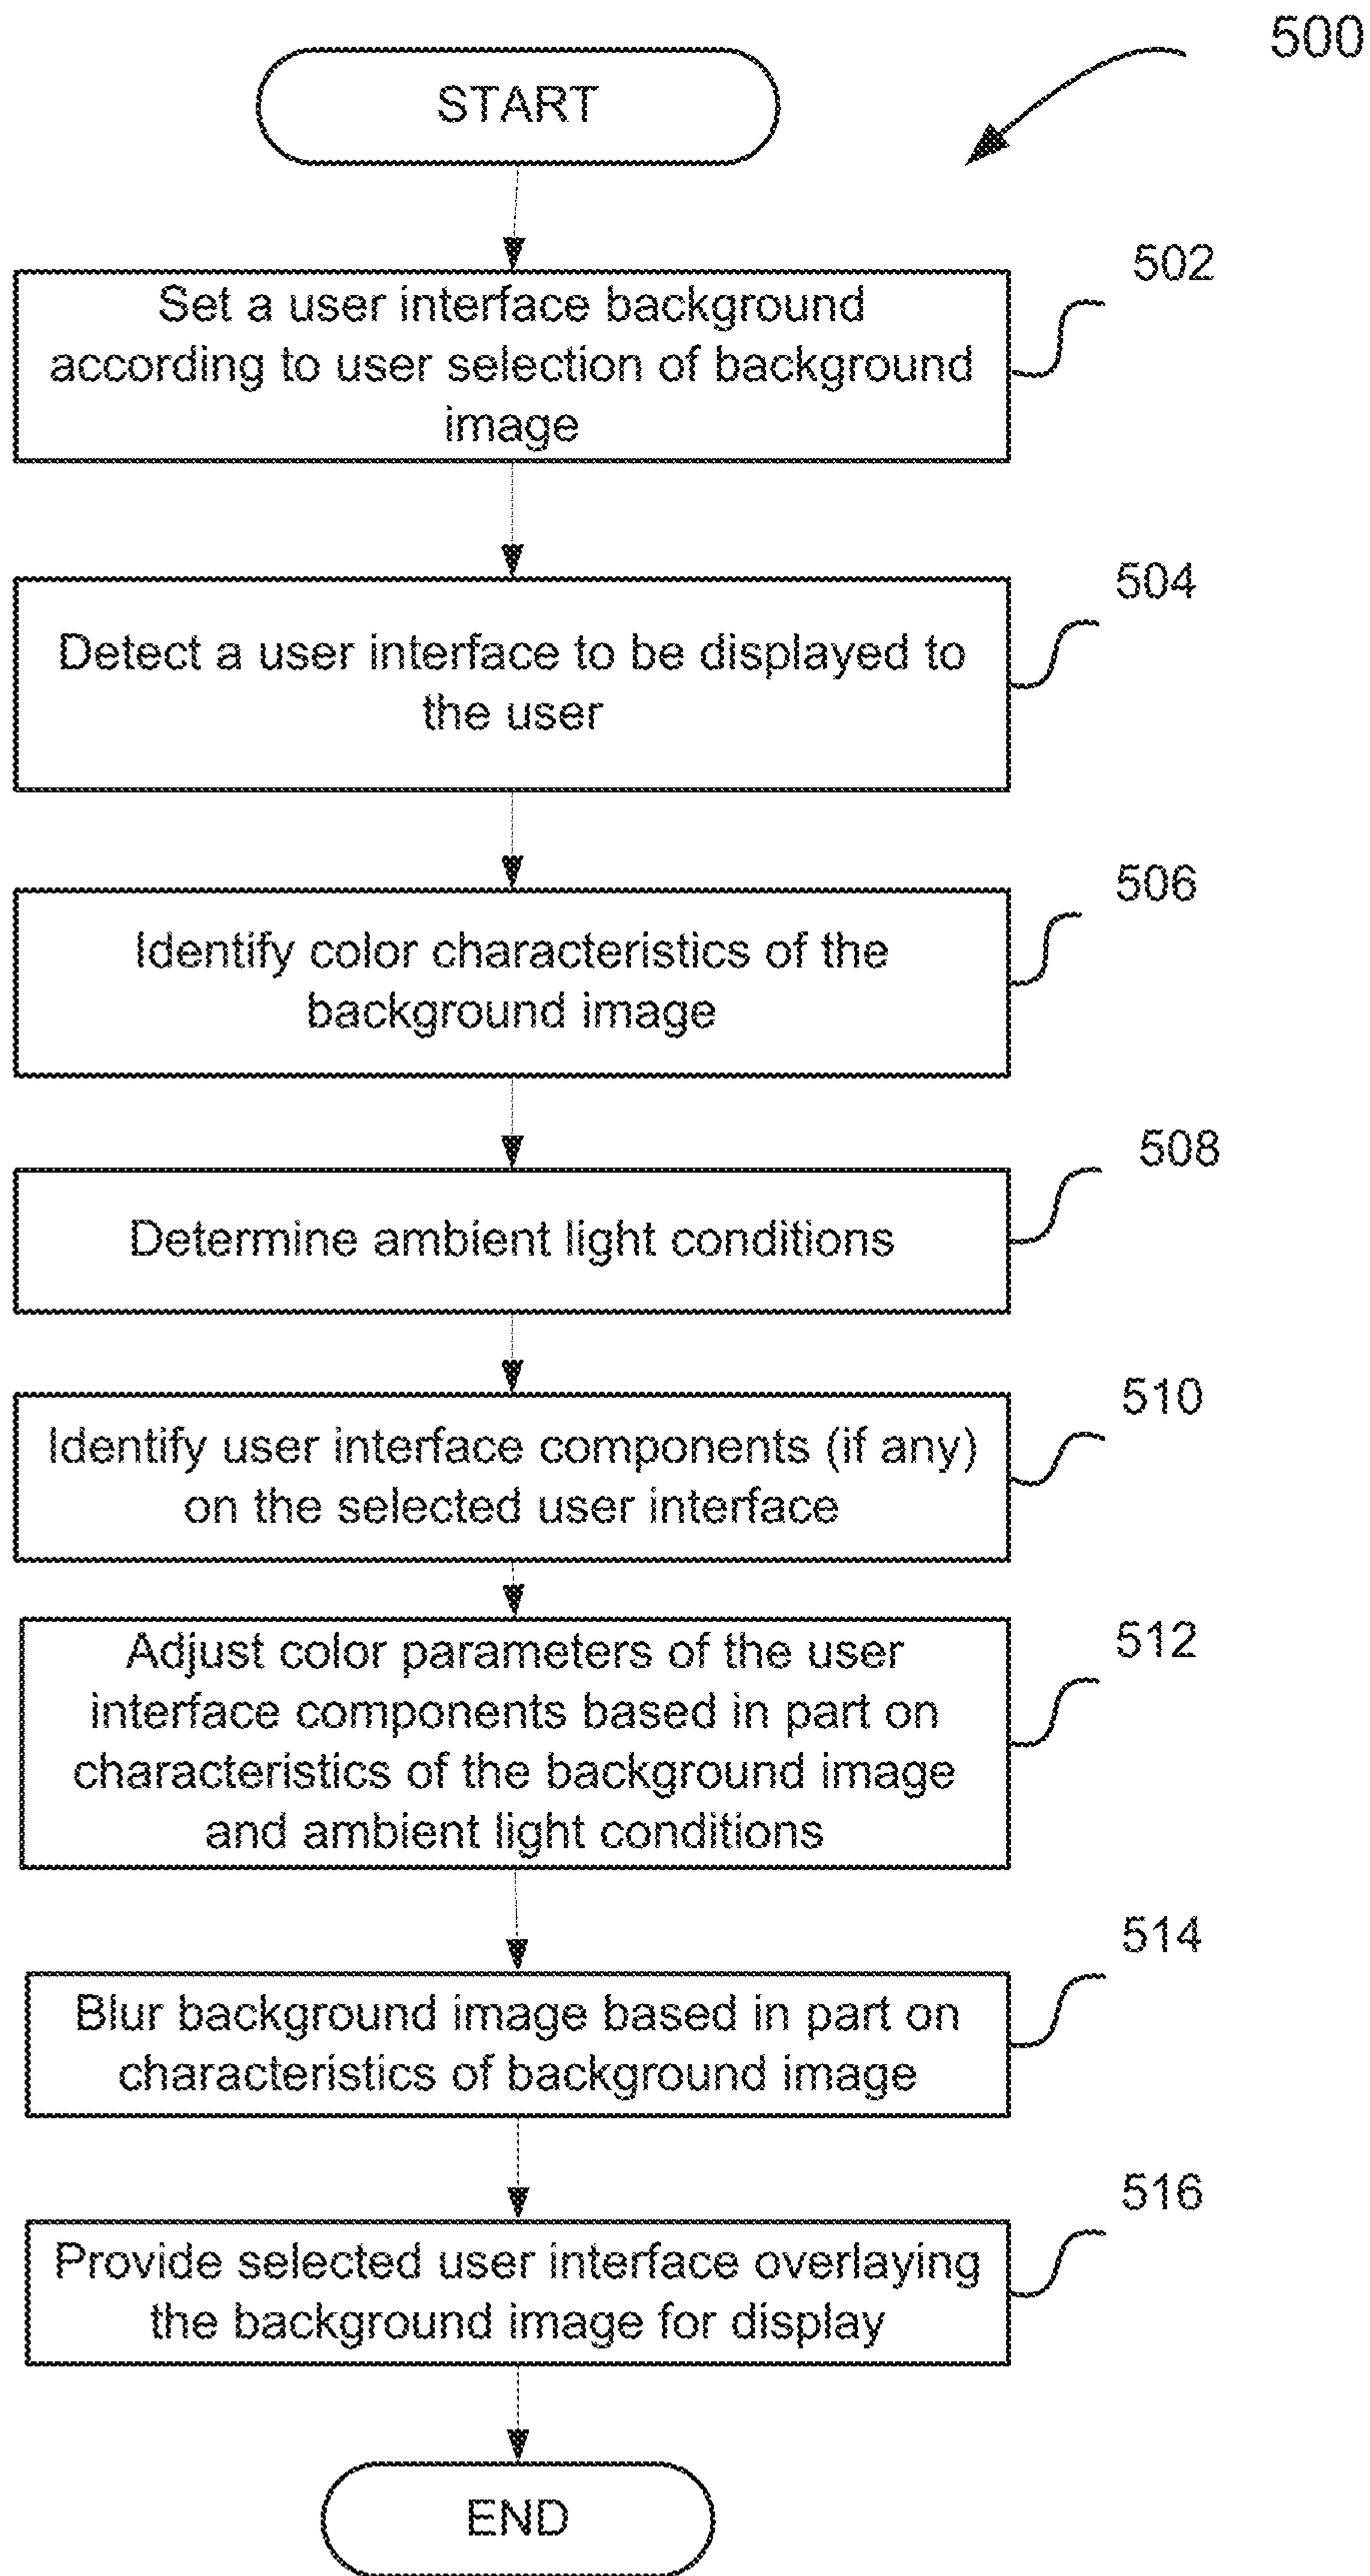 500
START
502
Set a user interface background
according to user selection of background
image
504
Detect a user interface to be displayed to
the user
506
Identify color characteristics of the
background image
508
Determine ambient light conditions
510
Identify user interface components (if any)
on the selected user interface
512
Adjust color parameters of the user
interface components based in part on
characteristics of the background image
and ambient light conditions
514
Blur background image based in part on
characteristics of background image
516
Provide selected user interface overlaying
the background image for display
END